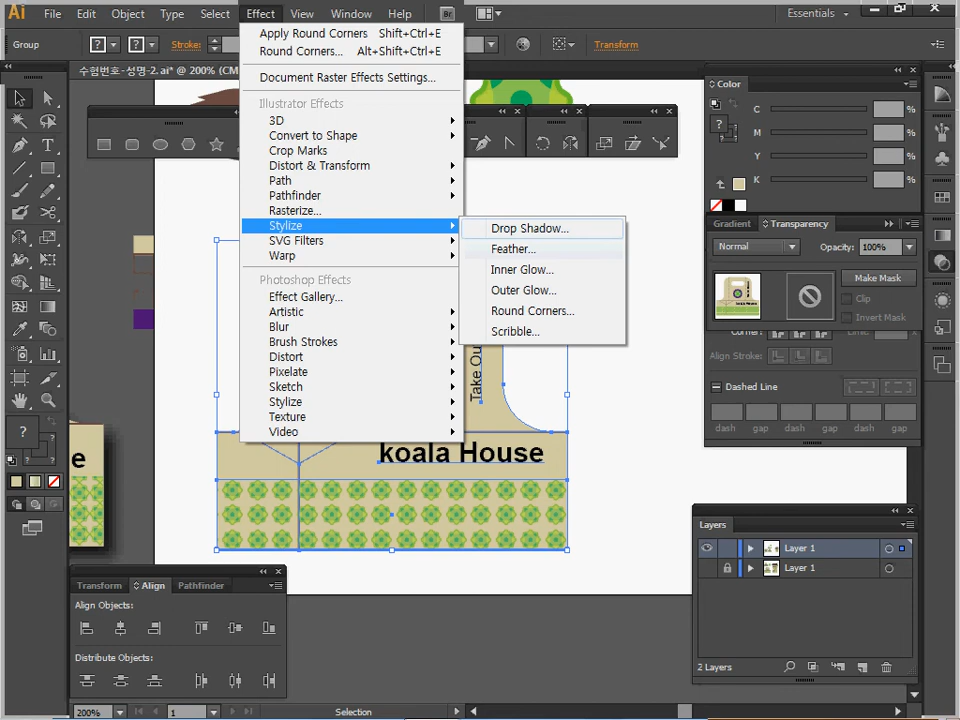 Ai File Edit Object Type Select Effect View Window Help Br Essentials
Group ? ? Stroke: Transform
수험번호-성명-2.ai* @ 200% (CM
Apply Round Corners Shift+Ctrl+E
Round Corners... Alt+Shift+Ctrl+E
Document Raster Effects Settings...
Illustrator Effects
3D
Convert to Shape
Crop Marks
Distort & Transform
Path
Pathfinder
Rasterize...
Stylize
SVG Filters
Warp
Photoshop Effects
Effect Gallery...
Artistic
Blur
Brush Strokes
Distort
Pixelate
Sketch
Stylize
Texture
Video
Drop Shadow...
Feather...
Inner Glow...
Outer Glow...
Round Corners...
Scribble...
Take Ou
koala House
e
Color
C %
M %
Y %
K %
?
Gradient Transparency
Normal Opacity: 100%
Make Mask
Clip
Invert Mask
Corner:
Align Stroke:
Dashed Line
dash gap dash gap dash gap
Layers
Layer 1
Layer 1
2 Layers
Transform Align Pathfinder
Align Objects:
Distribute Objects:
?
200% 1 Selection